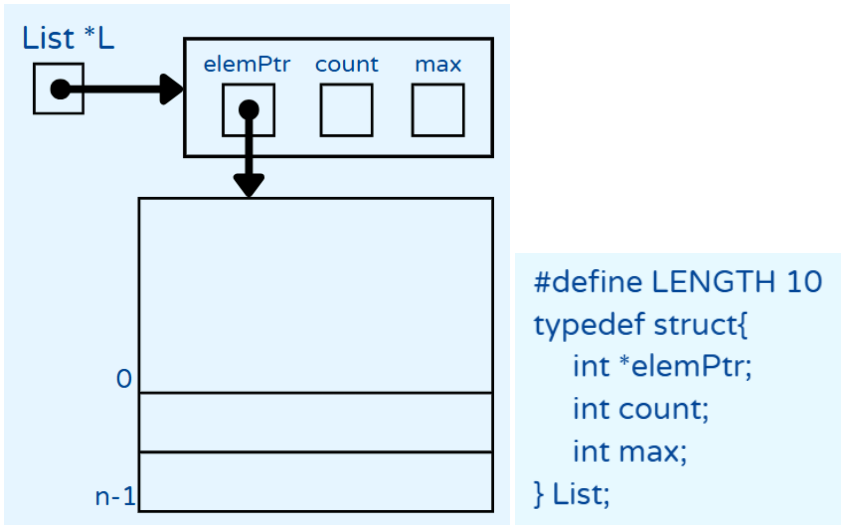 List *L
elemPtr count max
0
n-1
#define LENGTH 10
typedef struct{
int *elemPtr;
int count;
int max;
} List;